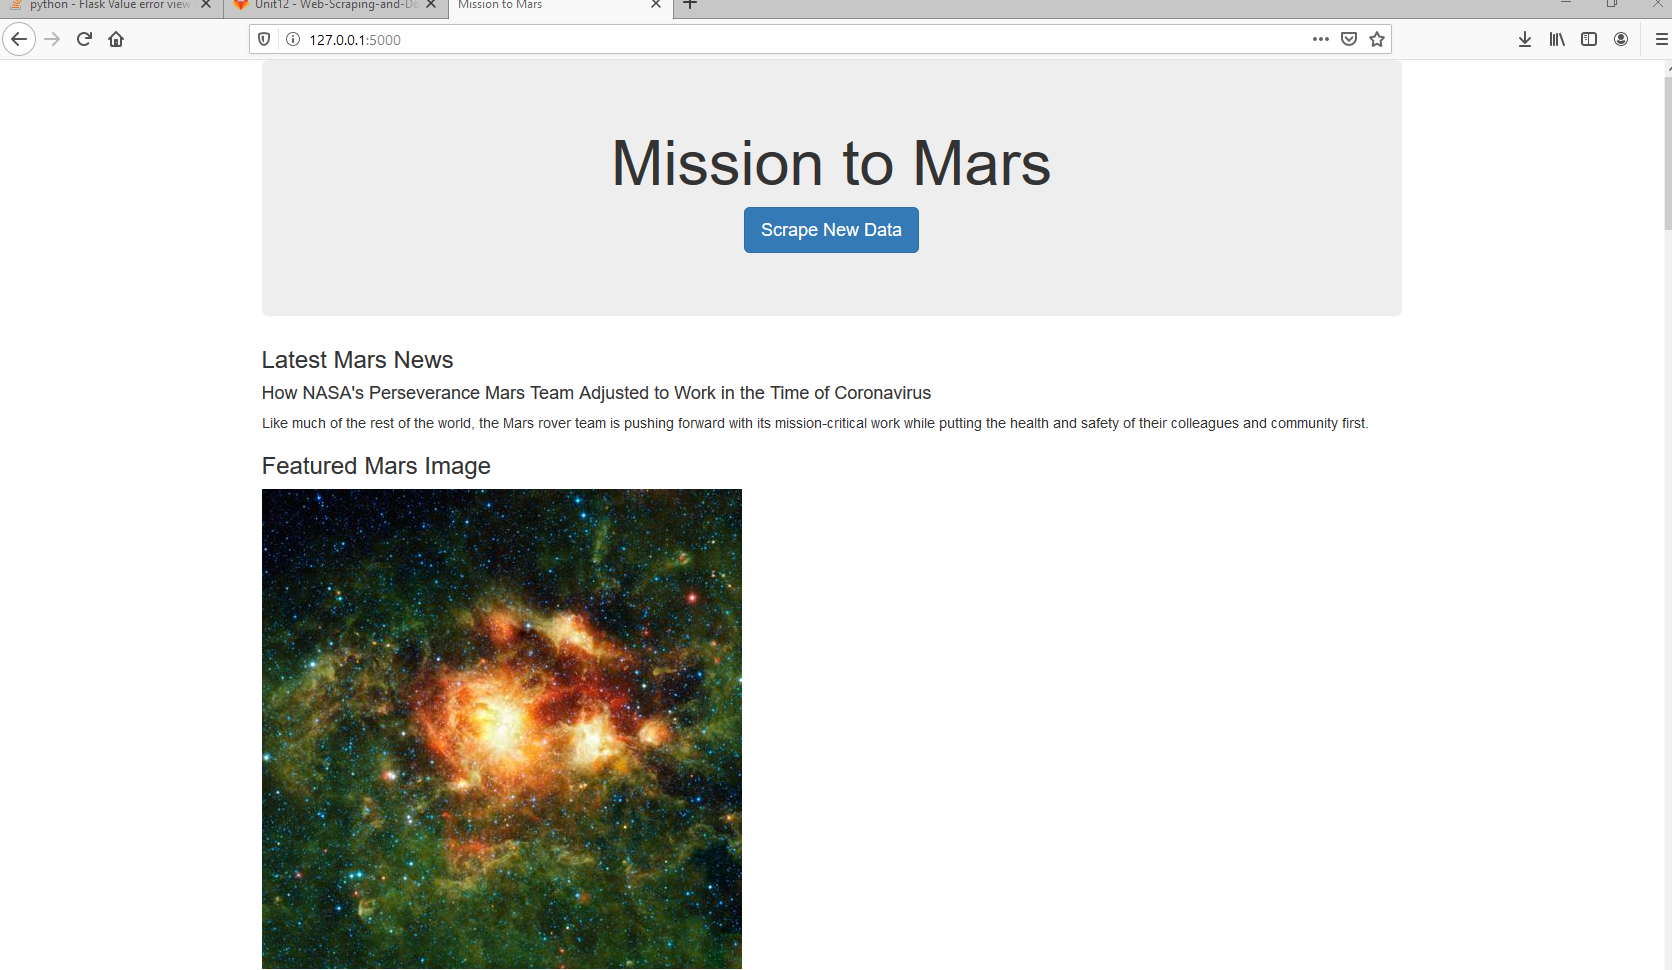 python - Flask Value error view
Unit12 - Web-Scraping-and-Do
Mission to Mars
127.0.0.1:5000
Mission to Mars
Scrape New Data
Latest Mars News
How NASA's Perseverance Mars Team Adjusted to Work in the Time of Coronavirus
Like much of the rest of the world, the Mars rover team is pushing forward with its mission-critical work while putting the health and safety of their colleagues and community first.
Featured Mars Image